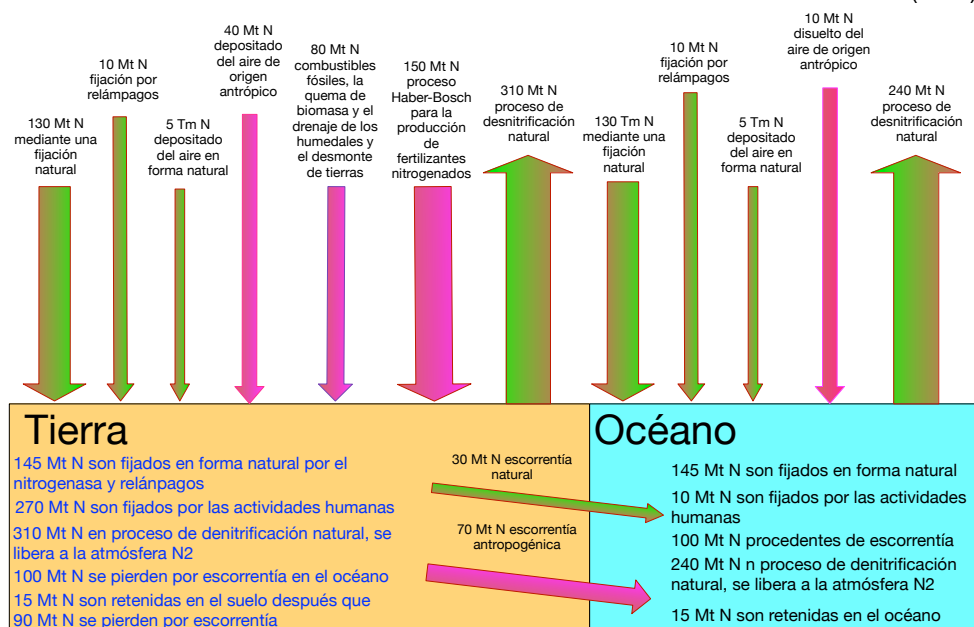 130 Mt N
mediante una
fijación
natural
10 Mt N
fijación por
relámpagos
5 Tm N
depositado
del aire en
forma natural
40 Mt N
depositado
del aire de
origen
antrópico
80 Mt N
combustibles
fósiles, la
quema de
biomasa y el
drenaje de los
humedales y
el desmonte
de tierras
150 Mt N
proceso
Haber-Bosch
para la
producción
de
fertilizantes
nitrogenados
310 Mt N
proceso de
desnitrificación
natural
130 Tm N
mediante una
fijación
natural
10 Mt N
fijación por
relámpagos
5 Tm N
depositado
del aire en
forma natural
10 Mt N
disuelto del
aire de origen
antrópico
240 Mt N
proceso de
desnitrificación
natural
Tierra
145 Mt N son fijados en forma natural por el
nitrogenasa y relánpagos
270 Mt N son fijados por las actividades humanas
310 Mt N en proceso de denitrificación natural, se
libera a la atmósfera N2
100 Mt N se pierden por escorrentía en el océano
15 Mt N son retenidas en el suelo después que
90 Mt N se pierden por escorrentía
30 Mt N escorrentía
natural
70 Mt N escorrentía
antropogénica
Océano
145 Mt N son fijados en forma natural
10 Mt N son fijados por las actividades
humanas
100 Mt N procedentes de escorrentía
240 Mt N n proceso de denitrificación
natural, se libera a la atmósfera N2
15 Mt N son retenidas en el océano